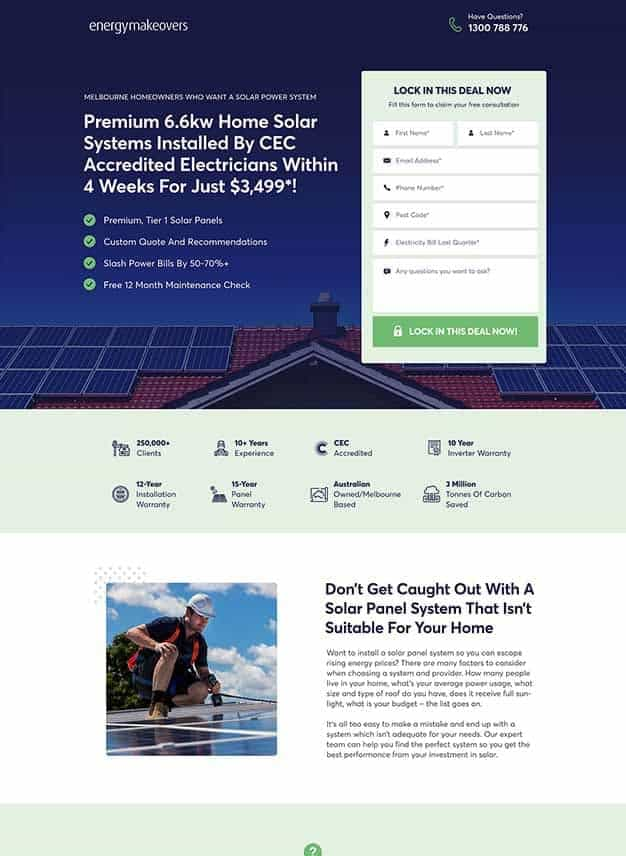 energymakeovers
Have Questions?
1300 788 776
MELBOURNE HOMEOWNERS WHO WANT A SOLAR POWER SYSTEM
Premium 6.6kw Home Solar
Systems Installed By CEC
Accredited Electricians Within
4 Weeks For Just $3,499*!
Premium, Tier 1 Solar Panels
Custom Quote And Recommendations
Slash Power Bills By 50-70%+
Free 12 Month Maintenance Check
LOCK IN THIS DEAL NOW
Fill this form to claim your free consultation
First Name*
Last Name*
Email Address*
Phone Number*
Post Code*
Electricity Bill Last Quarter*
Any questions you want to ask?
LOCK IN THIS DEAL NOW!
250,000+
Clients
10+ Years
Experience
CEC
Accredited
10 Year
Inverter Warranty
12-Year
Installation
Warranty
15-Year
Panel
Warranty
Australian
Owned/Melbourne
Based
3 Million
Tonnes Of Carbon
Saved
Don't Get Caught Out With A
Solar Panel System That Isn't
Suitable For Your Home
Want to install a solar panel system so you can escape
rising energy prices? There are many factors to consider
when choosing a system and provider. How many people
live in your home, what's your average power usage, what
size and type of roof do you have, does it receive full sun-
light, what is your budget – the list goes on.
It's all too easy to make a mistake and end up with a
system which isn't adequate for your needs. Our expert
team can help you find the perfect system so you get the
best performance from your investment in solar.
?